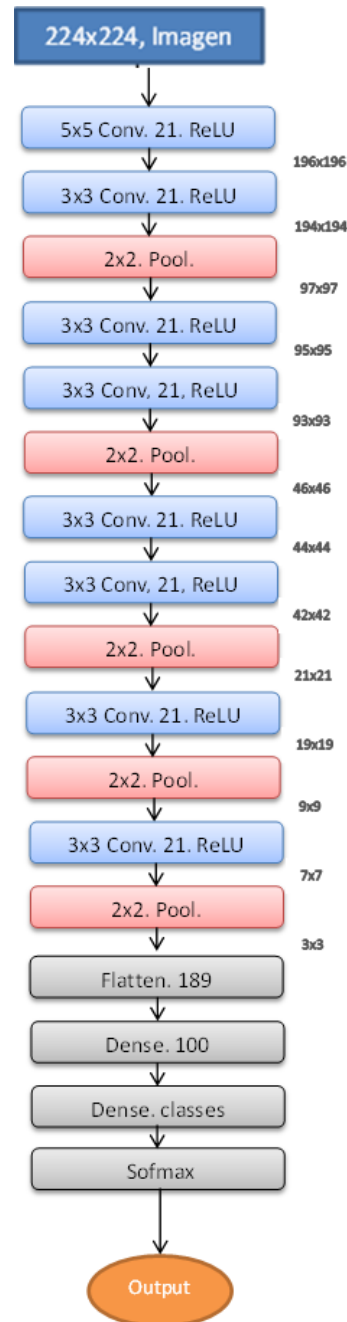 224x224, Imagen
5x5 Conv. 21. ReLU
196x196
3x3 Conv. 21. ReLU
194x194
2x2. Pool.
97x97
3x3 Conv. 21. ReLU
95x95
3x3 Conv, 21, ReLU
93x93
2x2. Pool.
46x46
3x3 Conv. 21. ReLU
44x44
3x3 Conv, 21, ReLU
42x42
2x2. Pool.
21x21
3x3 Conv. 21. ReLU
19x19
2x2. Pool.
9x9
3x3 Conv. 21. ReLU
7x7
2x2. Pool.
3x3
Flatten. 189
Dense. 100
Dense. classes
Sofmax
Output